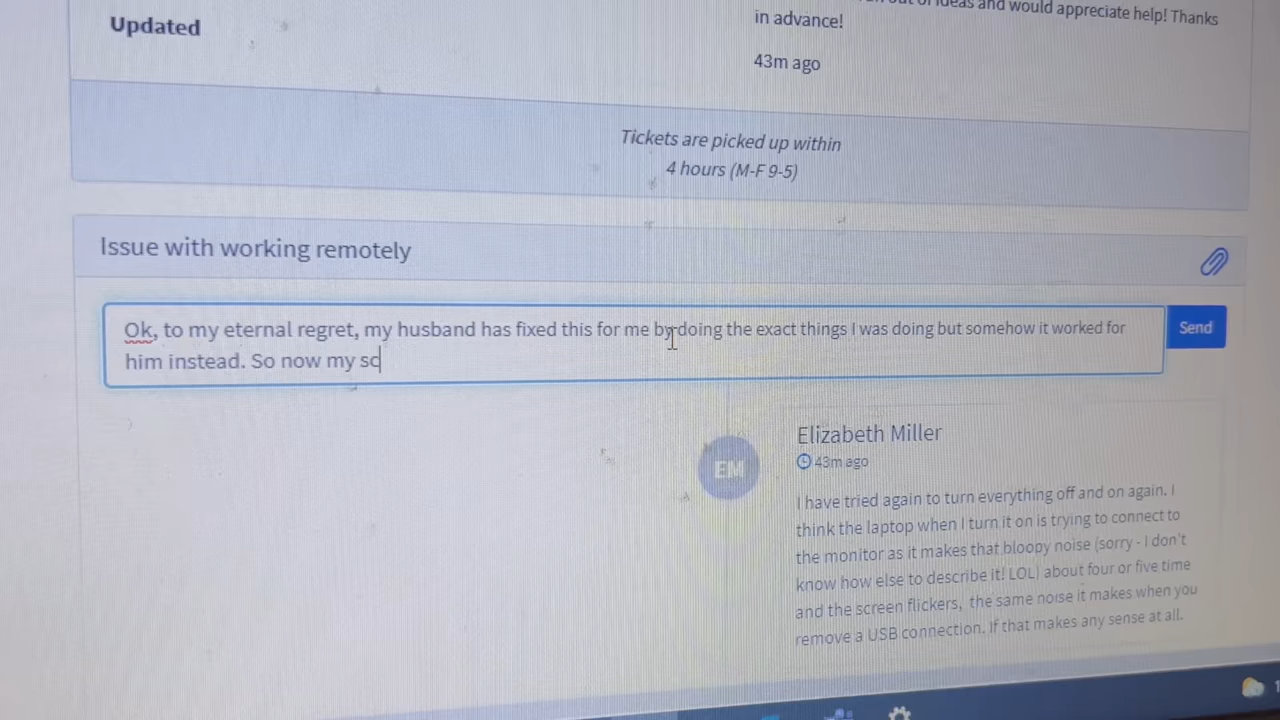 ideas and would appreciate help! Thanks
Updated
in advance!
43m ago
Tickets are picked up within
4 hours (M-F 9-5)
Issue with working remotely
Ok, to my eternal regret, my husband has fixed this for me by doing the exact things I was doing but somehow it worked for
Send
him instead. So now my sc
Elizabeth Miller
EM
43m ago
I have tried again to turn everything off and on again. I
think the laptop when I turn it on is trying to connect to
the monitor as it makes that bloopy noise (sorry - I don't
know how else to describe it! LOL) about four or five time
and the screen flickers, the same noise it makes when you
remove a USB connection. If that makes any sense at all.